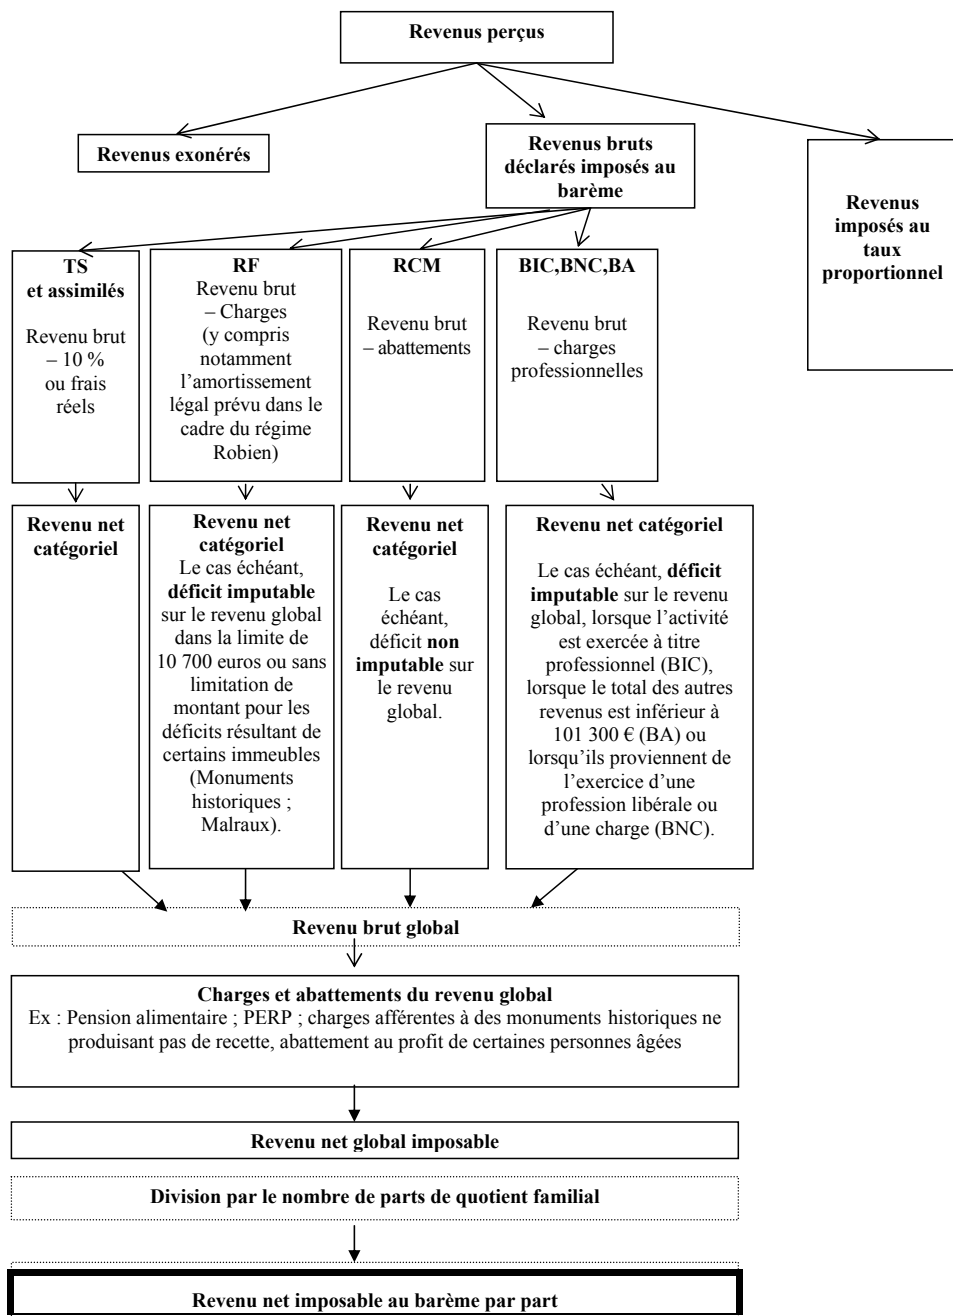 Revenus perçus
Revenus exonérés
Revenus bruts
déclarés imposés au
barème
Revenus
imposés au
taux
proportionnel
TS
et assimilés
Revenu brut
– 10 %
ou frais
réels
RF
Revenu brut
– Charges
(y compris
notamment
l’amortissement
légal prévu dans le
cadre du régime
Robien)
RCM
Revenu brut
– abattements
BIC,BNC,BA
Revenu brut
– charges
professionnelles
Revenu net
catégoriel
Revenu net
catégoriel
Le cas échéant,
déficit imputable
sur le revenu global
dans la limite de
10 700 euros ou sans
limitation de
montant pour les
déficits résultant de
certains immeubles
(Monuments
historiques ;
Malraux).
Revenu net
catégoriel
Le cas
échéant,
déficit non
imputable sur
le revenu
global.
Revenu net catégoriel
Le cas échéant, déficit
imputable sur le revenu
global, lorsque l’activité
est exercée à titre
professionnel (BIC),
lorsque le total des autres
revenus est inférieur à
101 300 € (BA) ou
lorsqu’ils proviennent de
l’exercice d’une
profession libérale ou
d’une charge (BNC).
Revenu brut global
Charges et abattements du revenu global
Ex : Pension alimentaire ; PERP ; charges afférentes à des monuments historiques ne
produisant pas de recette, abattement au profit de certaines personnes âgées
Revenu net global imposable
Division par le nombre de parts de quotient familial
Revenu net imposable au barème par part